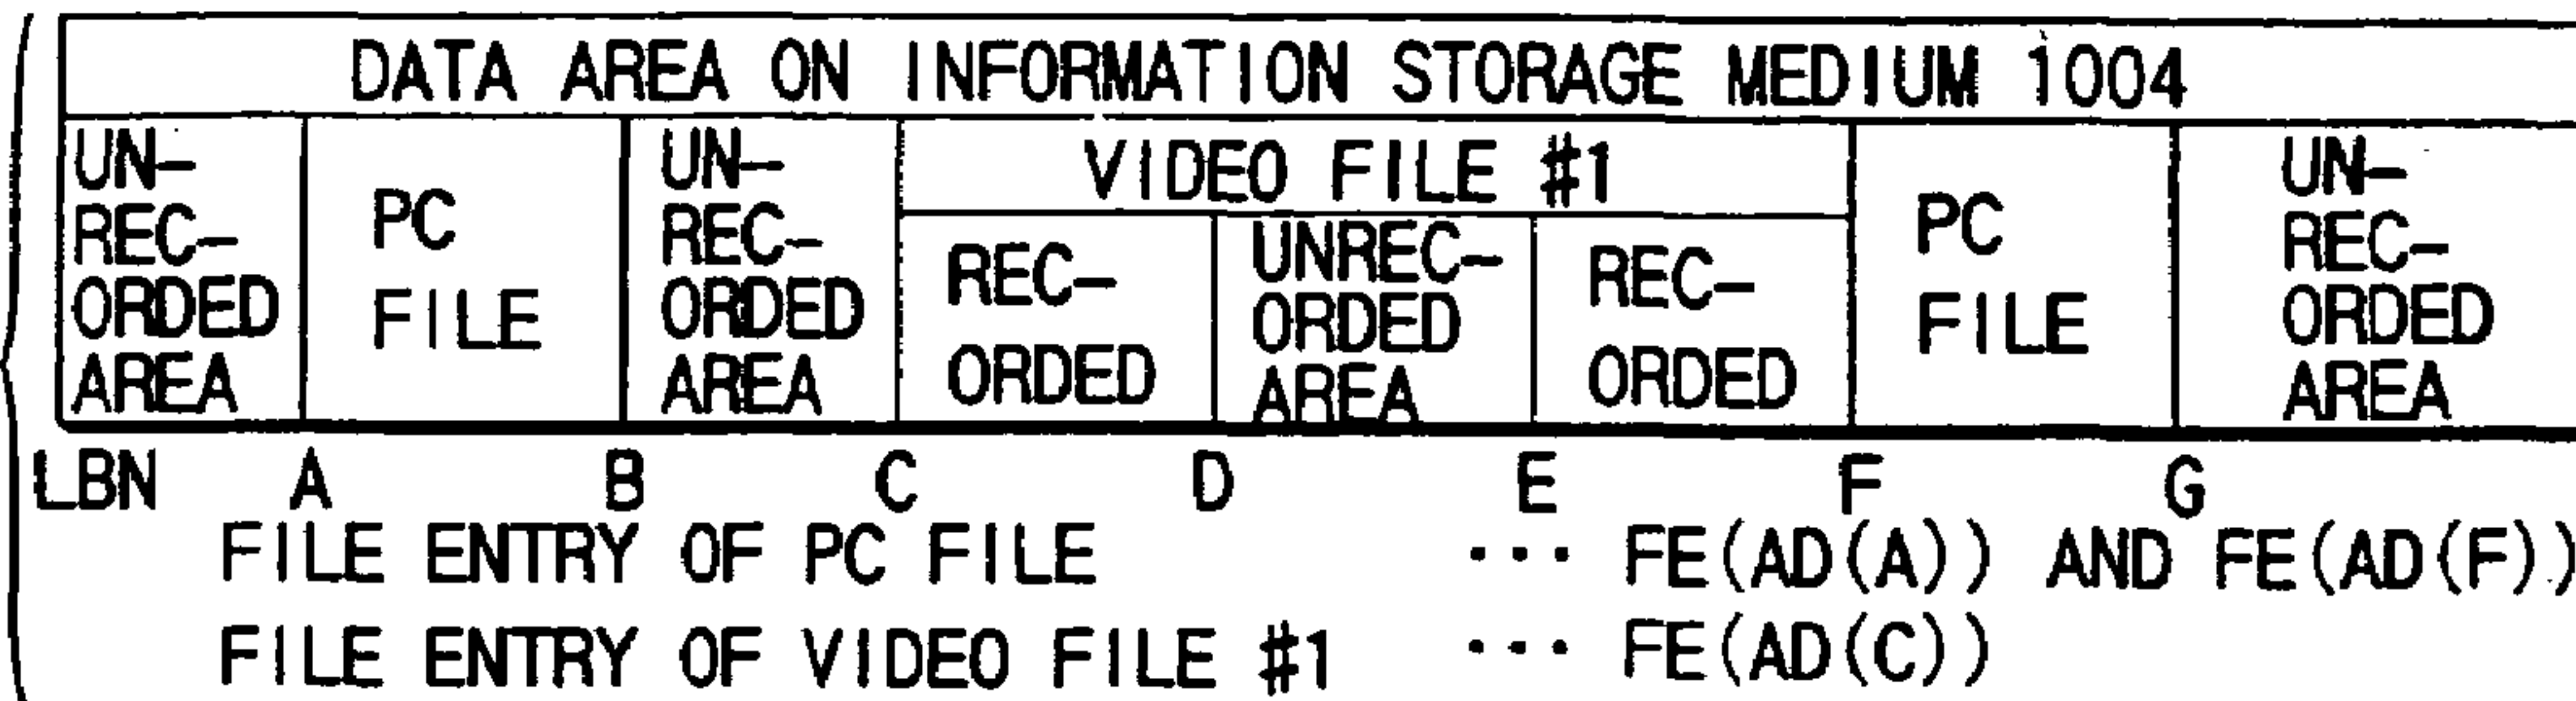 DATA AREA ON INFORMATION STORAGE MEDIUM 1004
UN-
REC-
ORDED
AREA
PC
FILE
UN-
REC-
ORDED
AREA
VIDEO FILE #1
REC-
ORDED
UNREC-
ORDED
AREA
REC-
ORDED
PC
FILE
UN-
REC-
ORDED
AREA
LBN A B C D E F G
FILE ENTRY OF PC FILE ··· FE(AD(A)) AND FE(AD(F))
FILE ENTRY OF VIDEO FILE #1 ··· FE(AD(C))